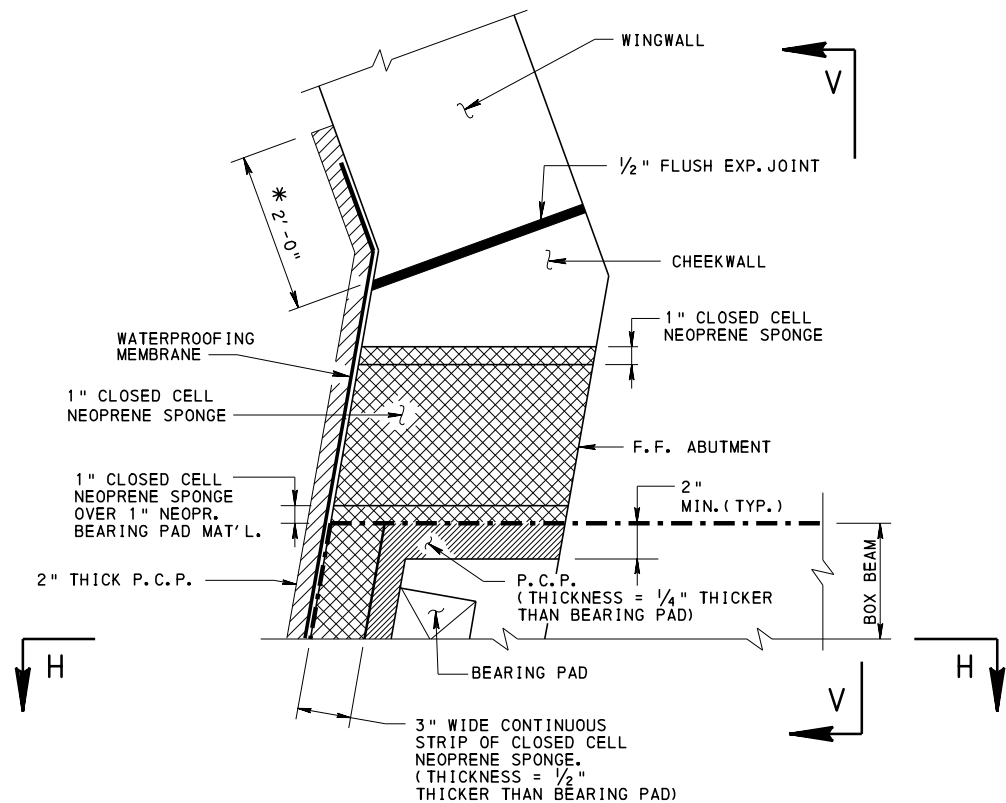 WINGWALL
V
1/2" FLUSH EXP. JOINT
* 2'-0"
CHEEKWALL
1" CLOSED CELL
NEOPRENE SPONGE
WATERPROOFING
MEMBRANE
1" CLOSED CELL
NEOPRENE SPONGE
F.F. ABUTMENT
1" CLOSED CELL
NEOPRENE SPONGE
OVER 1" NEOPR.
BEARING PAD MAT'L.
2"
MIN. (TYP.)
2" THICK P.C.P.
P.C.P.
(THICKNESS = 1/4" THICKER
THAN BEARING PAD)
BOX BEAM
H
H
BEARING PAD
V
3" WIDE CONTINUOUS
STRIP OF CLOSED CELL
NEOPRENE SPONGE.
(THICKNESS = 1/2"
THICKER THAN BEARING PAD)